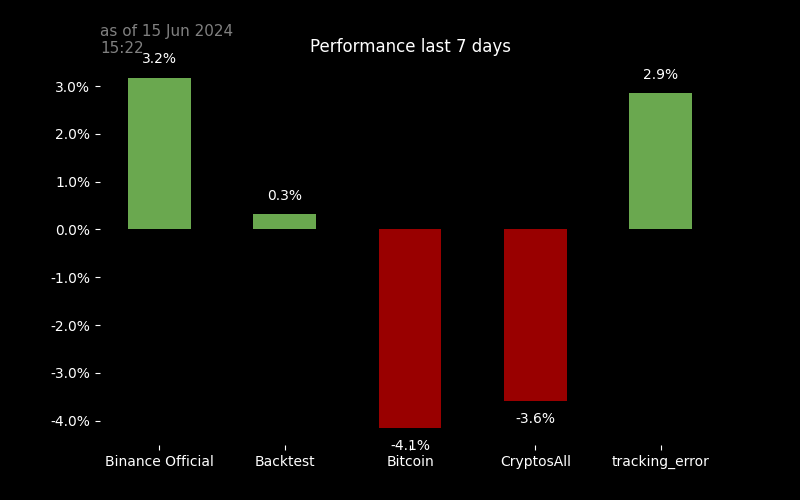 as of 15 Jun 2024
15:22
Performance last 7 days
3.2%
0.3%
-4.1%
-3.6%
2.9%
3.0%
2.0%
1.0%
0.0%
-1.0%
-2.0%
-3.0%
-4.0%
Binance Official
Backtest
Bitcoin
CryptosAll
tracking_error